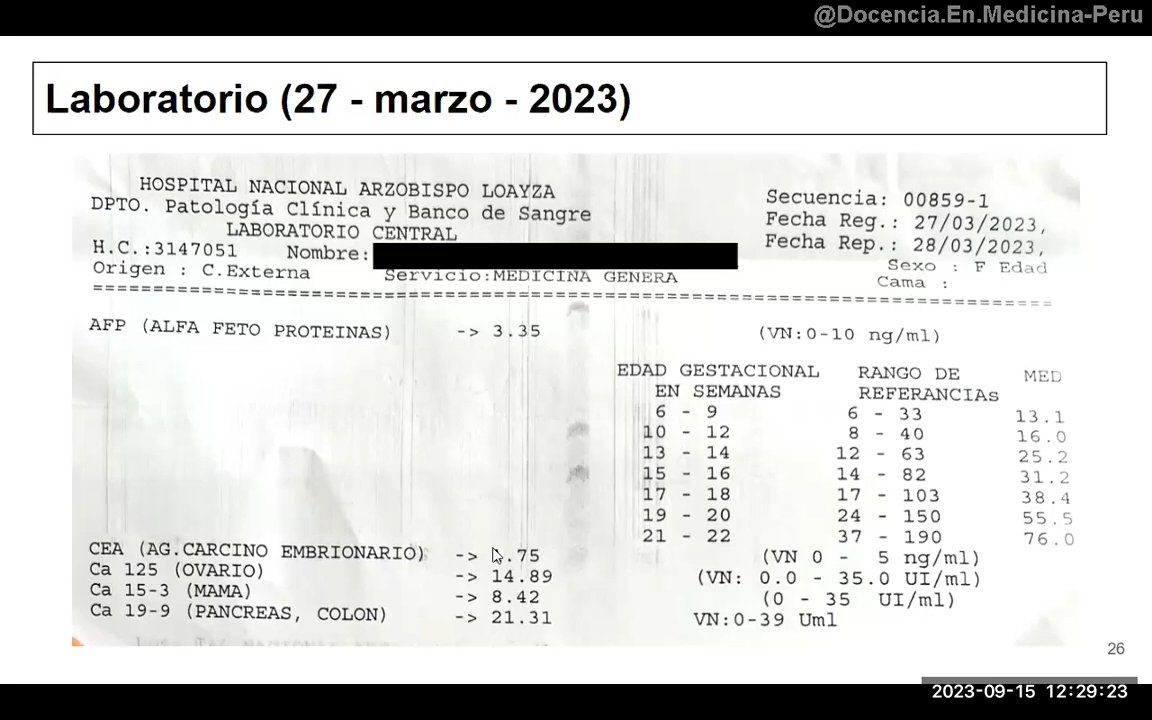 @Docencia.En.Medicina-Peru
Laboratorio (27 - marzo - 2023)
HOSPITAL NACIONAL ARZOBISPO LOAYZA
DPTO. Patología Clínica y Banco de Sangre
LABORATORIO CENTRAL
H.C.:3147051 Nombre:
Origen : C.Externa Servicio:MEDICINA GENERA
Secuencia: 00859-1
Fecha Reg.: 27/03/2023,
Fecha Rep.: 28/03/2023,
Sexo : F Edad
Cama :
AFP (ALFA FETO PROTEINAS) -> 3.35 (VN:0-10 ng/ml)
EDAD GESTACIONAL RANGO DE MED
EN SEMANAS REFERANCIAs
6 - 9 6 - 33 13.1
10 - 12 8 - 40 16.0
13 - 14 12 - 63 25.2
15 - 16 14 - 82 31.2
17 - 18 17 - 103 38.4
19 - 20 24 - 150 55.5
21 - 22 37 - 190 76.0
CEA (AG.CARCINO EMBRIONARIO) -> .75 (VN 0 - 5 ng/ml)
Ca 125 (OVARIO) -> 14.89 (VN: 0.0 - 35.0 UI/ml)
Ca 15-3 (MAMA) -> 8.42 (0 - 35 UI/ml)
Ca 19-9 (PANCREAS, COLON) -> 21.31 VN:0-39 Uml
26
2023-09-15 12:29:23